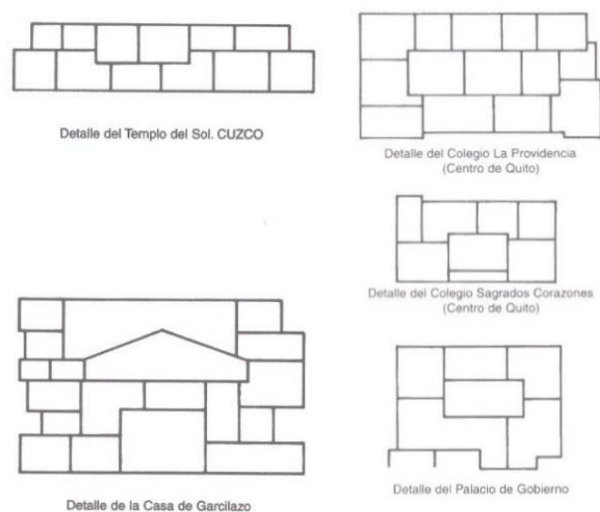 Detalle del Templo del Sol. CUZCO
Detalle del Colegio La Providencia
(Centro de Quito)
Detalle del Colegio Sagrados Corazones
(Centro de Quito)
Detalle de la Casa de Garcilazo
Detalle del Palacio de Gobierno